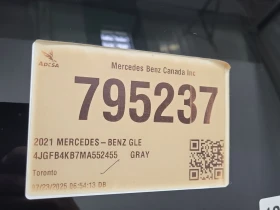 ADESA
Mercedes Benz Canada Inc
795237
2021 MERCEDES-BENZ GLE
4JGFB4KB7MA552455 GRAY
Toronto